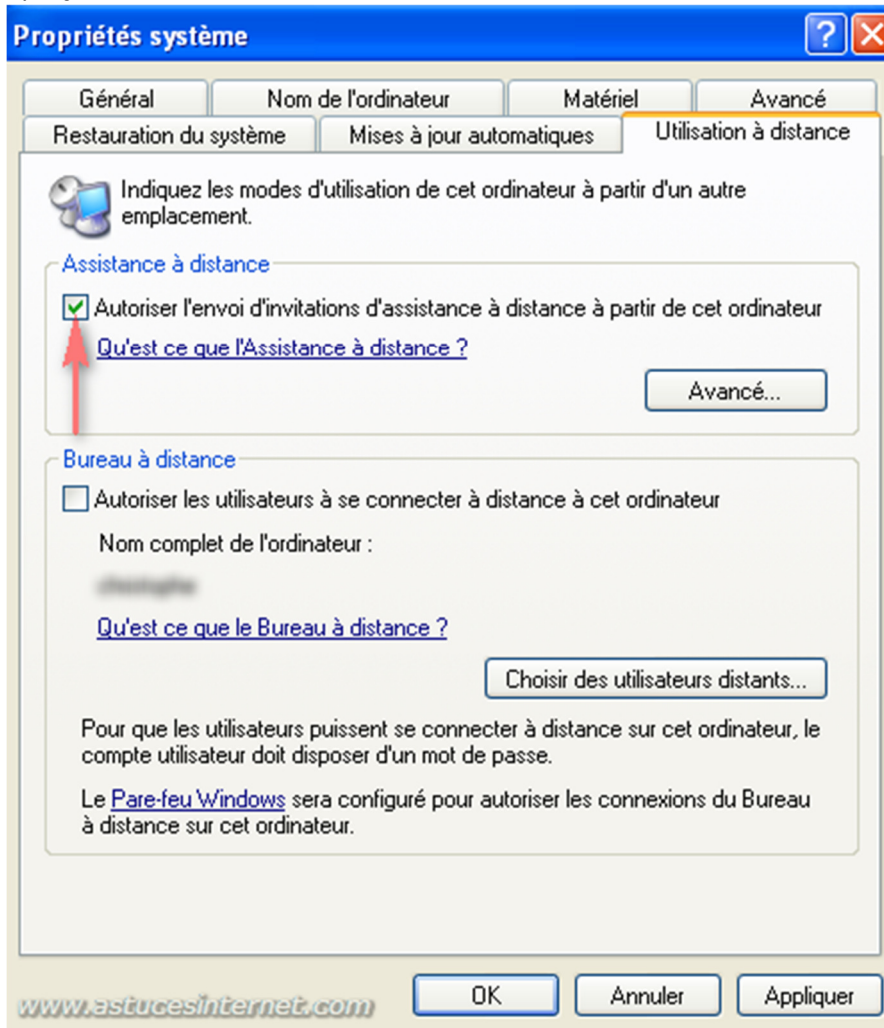 Propriétés système
Général
Nom de l'ordinateur
Matériel
Avancé
Restauration du système
Mises à jour automatiques
Utilisation à distance
Indiquez les modes d'utilisation de cet ordinateur à partir d'un autre
emplacement.
Assistance à distance
Autoriser l'envoi d'invitations d'assistance à distance à partir de cet ordinateur
Qu'est ce que l'Assistance à distance ?
Avancé...
Bureau à distance
Autoriser les utilisateurs à se connecter à distance à cet ordinateur
Nom complet de l'ordinateur :
Qu'est ce que le Bureau à distance ?
Choisir des utilisateurs distants...
Pour que les utilisateurs puissent se connecter à distance sur cet ordinateur, le
compte utilisateur doit disposer d'un mot de passe.
Le Pare-feu Windows sera configuré pour autoriser les connexions du Bureau
à distance sur cet ordinateur.
www.astucesinternet.com
OK
Annuler
Appliquer